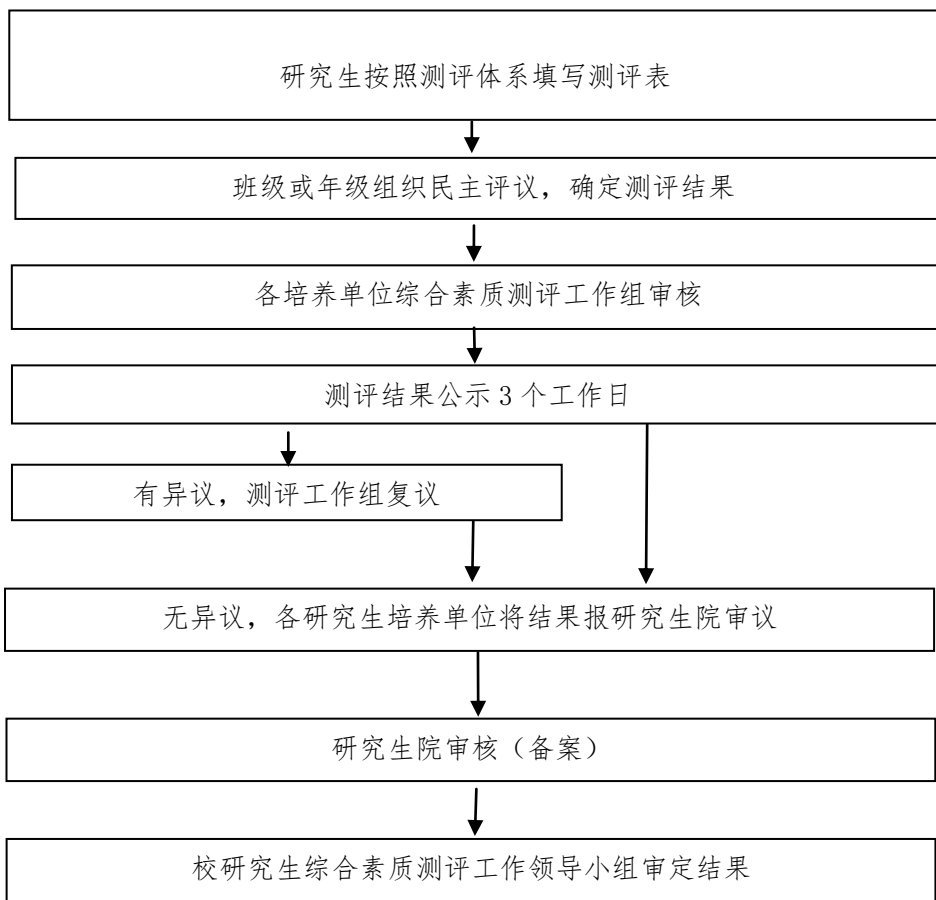 研究生按照测评体系填写测评表
班级或年级组织民主评议，确定测评结果
各培养单位综合素质测评工作组审核
测评结果公示 3 个工作日
有异议，测评工作组复议
无异议，各研究生培养单位将结果报研究生院审议
研究生院审核（备案）
校研究生综合素质测评工作领导小组审定结果